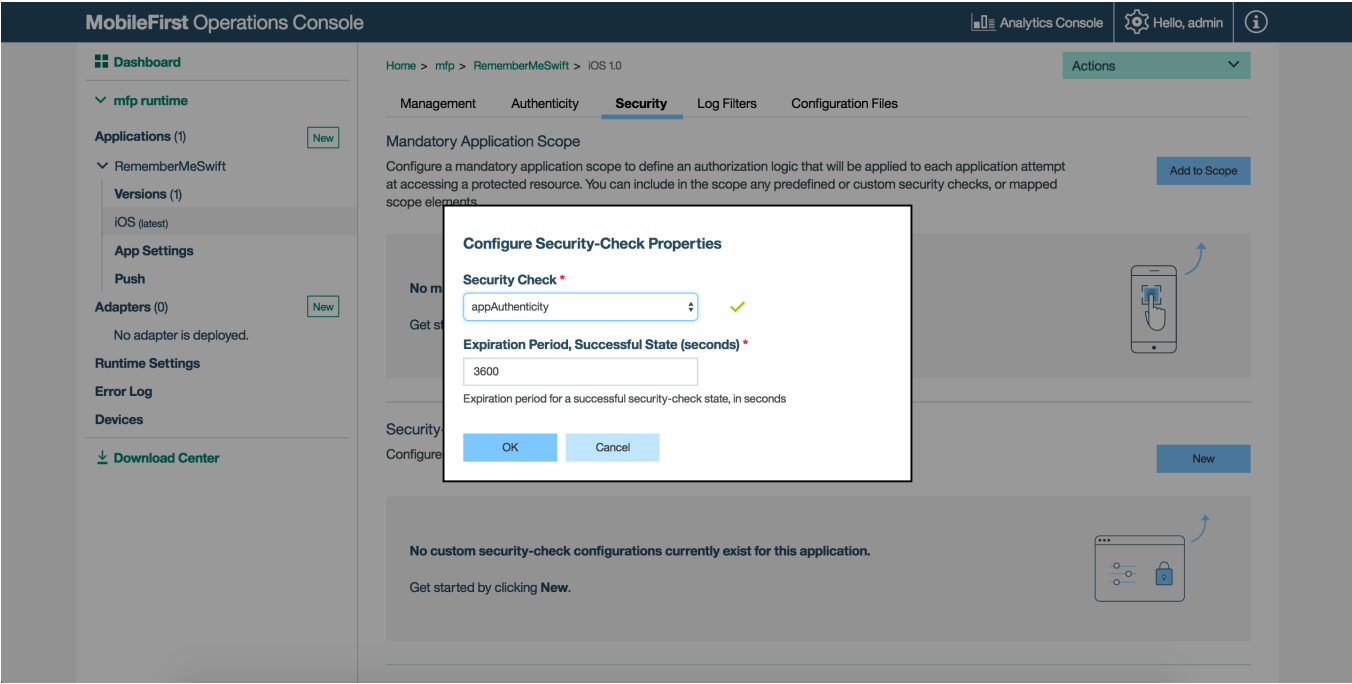 MobileFirst Operations Console
Analytics Console
Hello, admin
Dashboard
mfp runtime
Applications (1)
New
RememberMeSwift
Versions (1)
iOS (latest)
App Settings
Push
Adapters (0)
New
No adapter is deployed.
Runtime Settings
Error Log
Devices
Download Center
Home > mfp > RememberMeSwift > iOS 1.0
Actions
Management Authenticity Security Log Filters Configuration Files
Mandatory Application Scope
Configure a mandatory application scope to define an authorization logic that will be applied to each application attempt
at accessing a protected resource. You can include in the scope any predefined or custom security checks, or mapped
scope elements
Add to Scope
No m
Get st
Configure Security-Check Properties
Security Check *
appAuthenticity
Expiration Period, Successful State (seconds) *
3600
Expiration period for a successful security-check state, in seconds
OK
Cancel
Security-
Configure
New
No custom security-check configurations currently exist for this application.
Get started by clicking New.